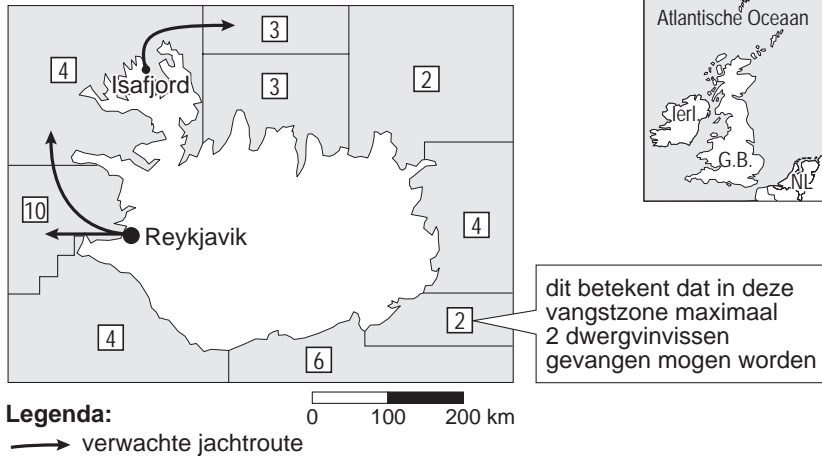 3
4
3
2
Isafjord
10
Reykjavik
4
4
2
6
Atlantische Oceaan
Ierl.
G.B.
NL
dit betekent dat in deze
vangstzone maximaal
2 dwergvinvissen
gevangen mogen worden
Legenda:
0 100 200 km
verwachte jachtroute